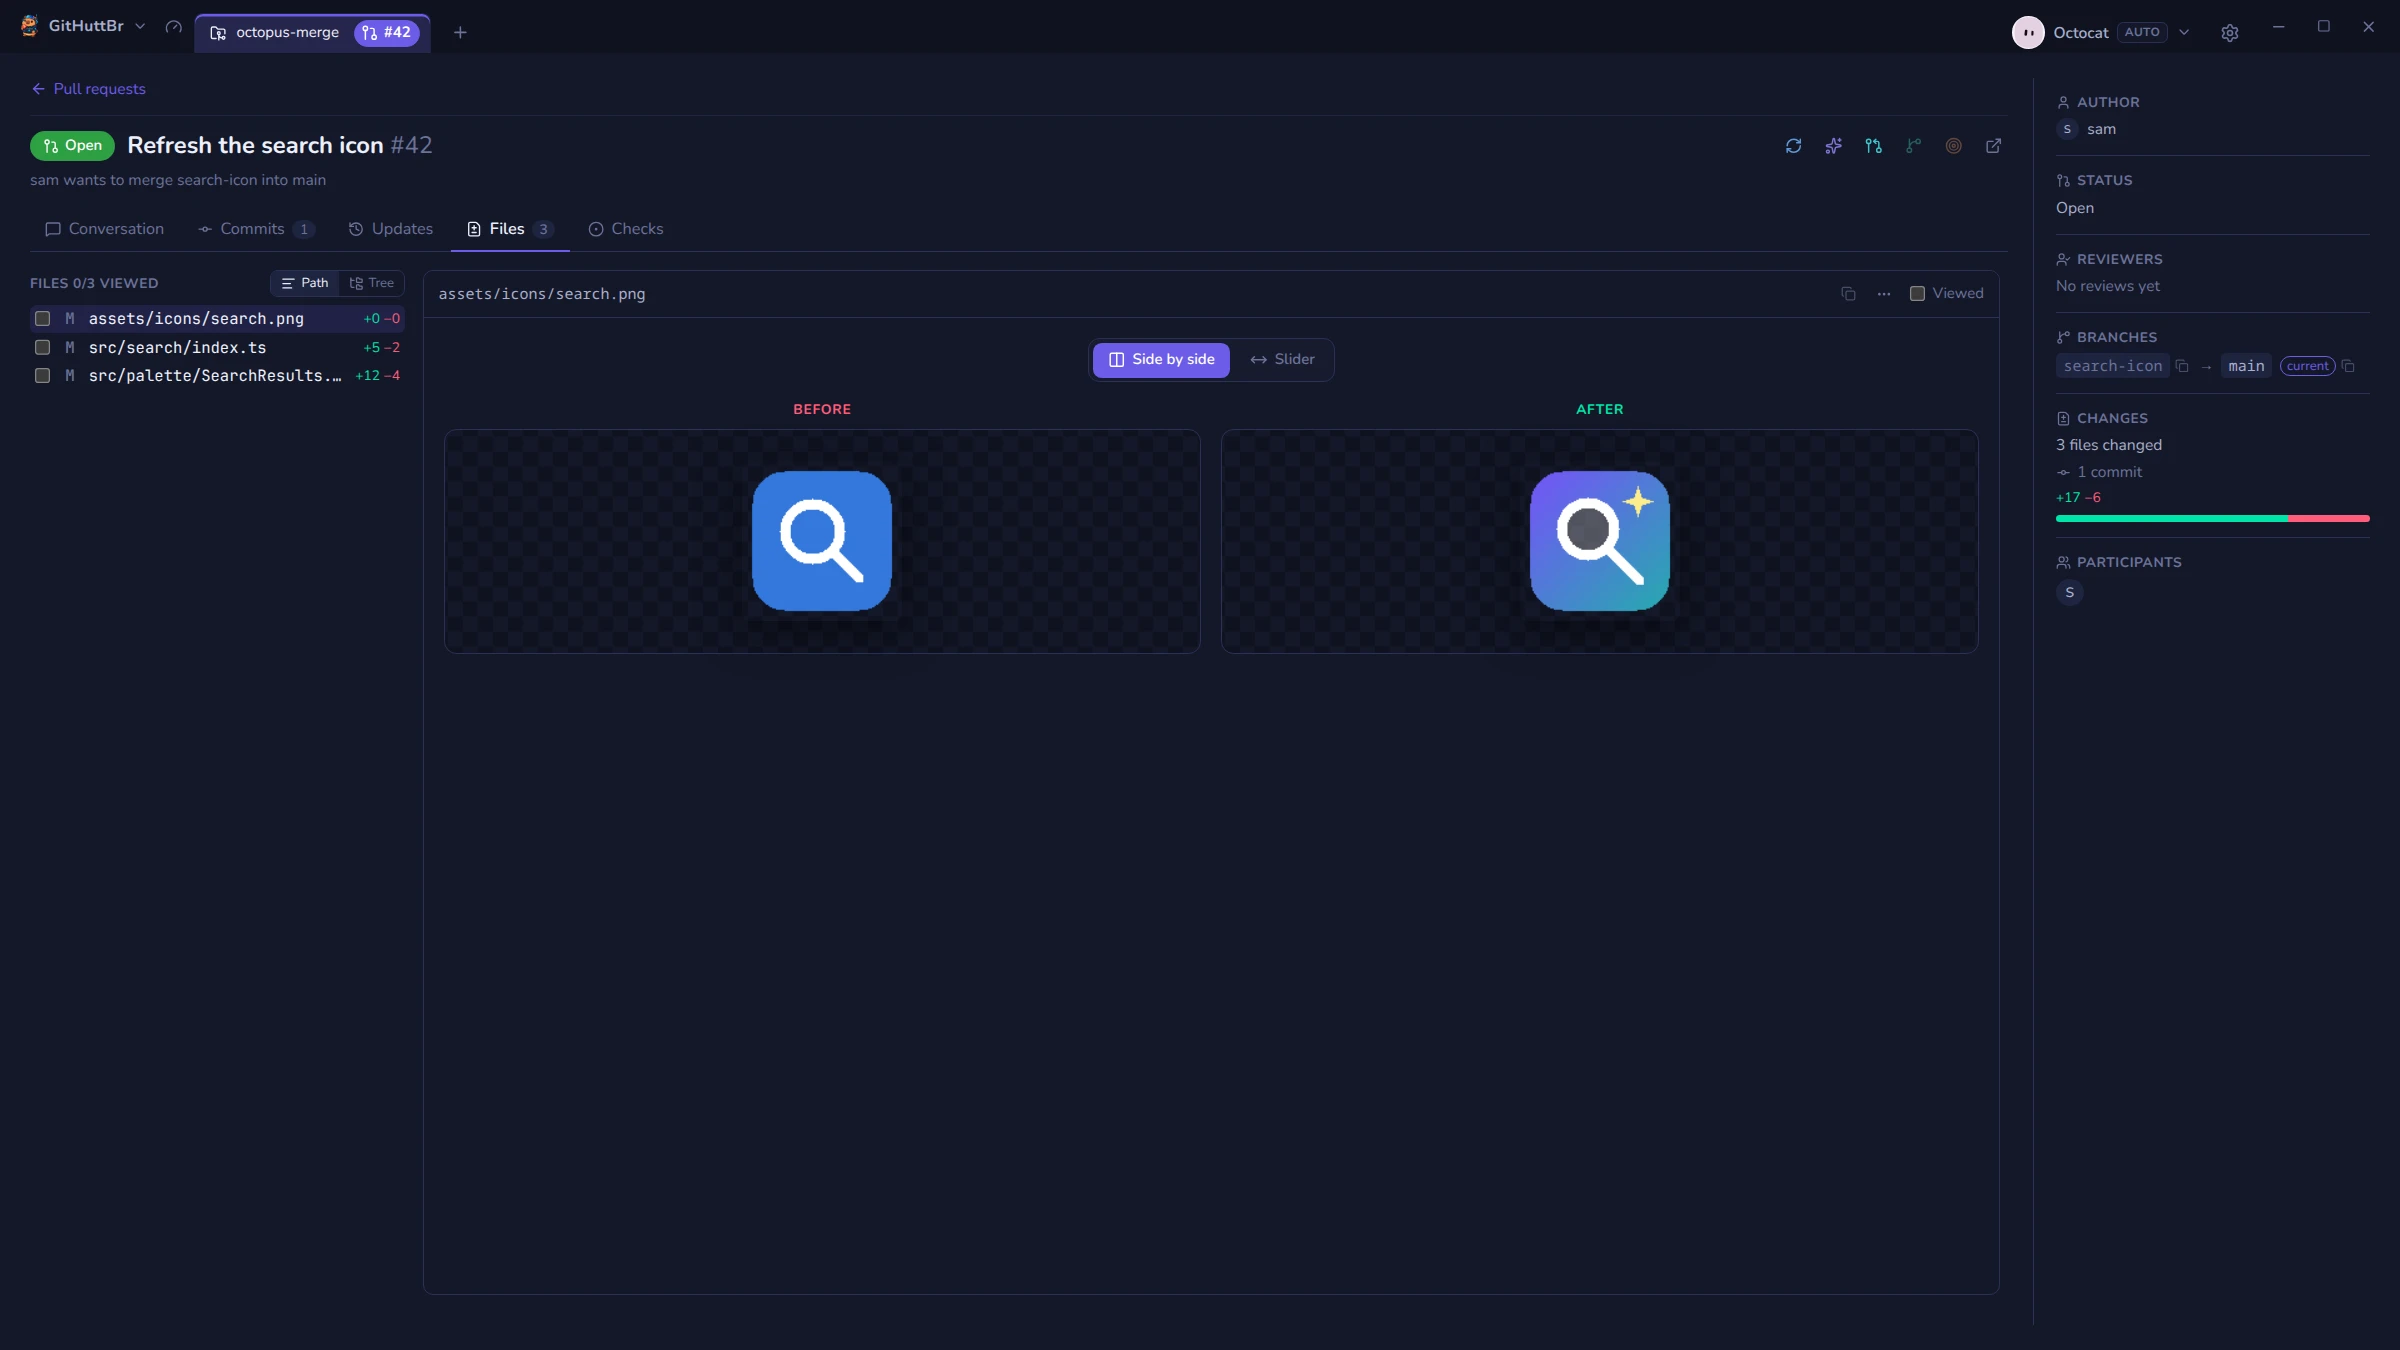 GitHuttBr
octopus-merge #42
Octocat AUTO
Pull requests
Open Refresh the search icon #42
sam wants to merge search-icon into main
Conversation Commits 1 Updates Files 3 Checks
FILES 0/3 VIEWED Path Tree
M assets/icons/search.png +0 −0
M src/search/index.ts +5 −2
M src/palette/SearchResults.… +12 −4
assets/icons/search.png Viewed
Side by side Slider
BEFORE AFTER
AUTHOR
S sam
STATUS
Open
REVIEWERS
No reviews yet
BRANCHES
search-icon → main current
CHANGES
3 files changed
1 commit
+17 −6
PARTICIPANTS
S